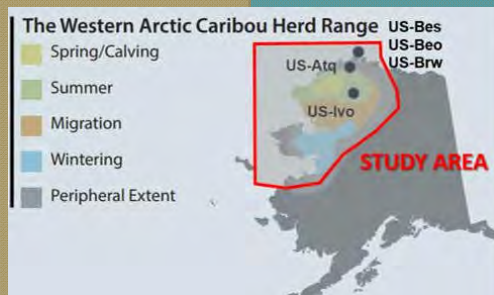 The Western Arctic Caribou Herd Range
Spring/Calving
Summer
Migration
Wintering
Peripheral Extent
US-Bes
US-Beo
US-Brw
US-Atq
US-Ivo
STUDY AREA